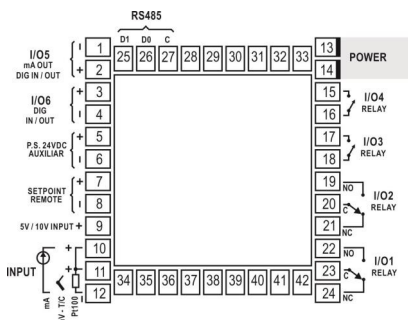 RS485
D1 D0 C
I/O5
mA OUT
DIG IN / OUT
I/O6
DIG
IN / OUT
P.S. 24VDC
AUXILIAR
SETPOINT
REMOTE
5V / 10V INPUT
INPUT
mA
T/C
Pt100
− 1
+ 2
+ 3
− 4
+ 5
− 6
+ 7
− 8
+ 9
+ 10
+ 11
− 12
25 26 27 28 29 30 31 32 33
34 35 36 37 38 39 40 41 42
13
14
POWER
15
16
I/O4
RELAY
17
18
I/O3
RELAY
19 NO
20 C
21 NC
I/O2
RELAY
22 NO
23 C
24 NC
I/O1
RELAY